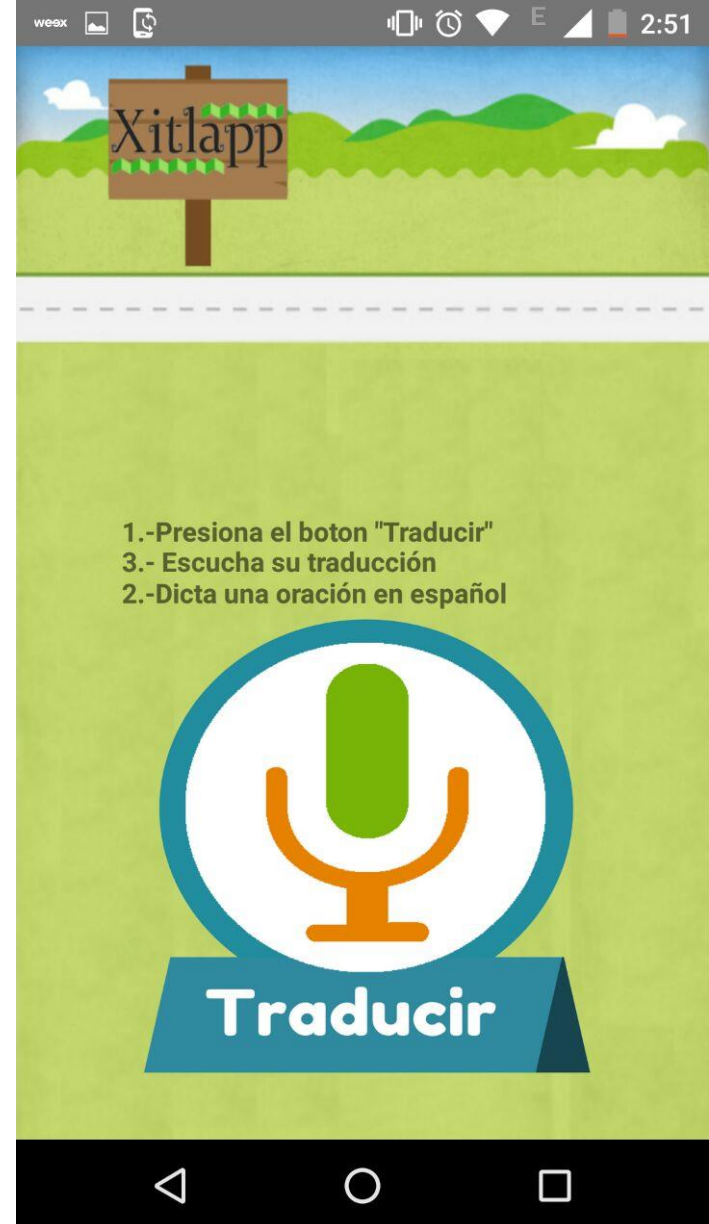 weex E 2:51
Xitlapp
1.-Presiona el boton "Traducir"
3.- Escucha su traducción
2.-Dicta una oración en español
Traducir